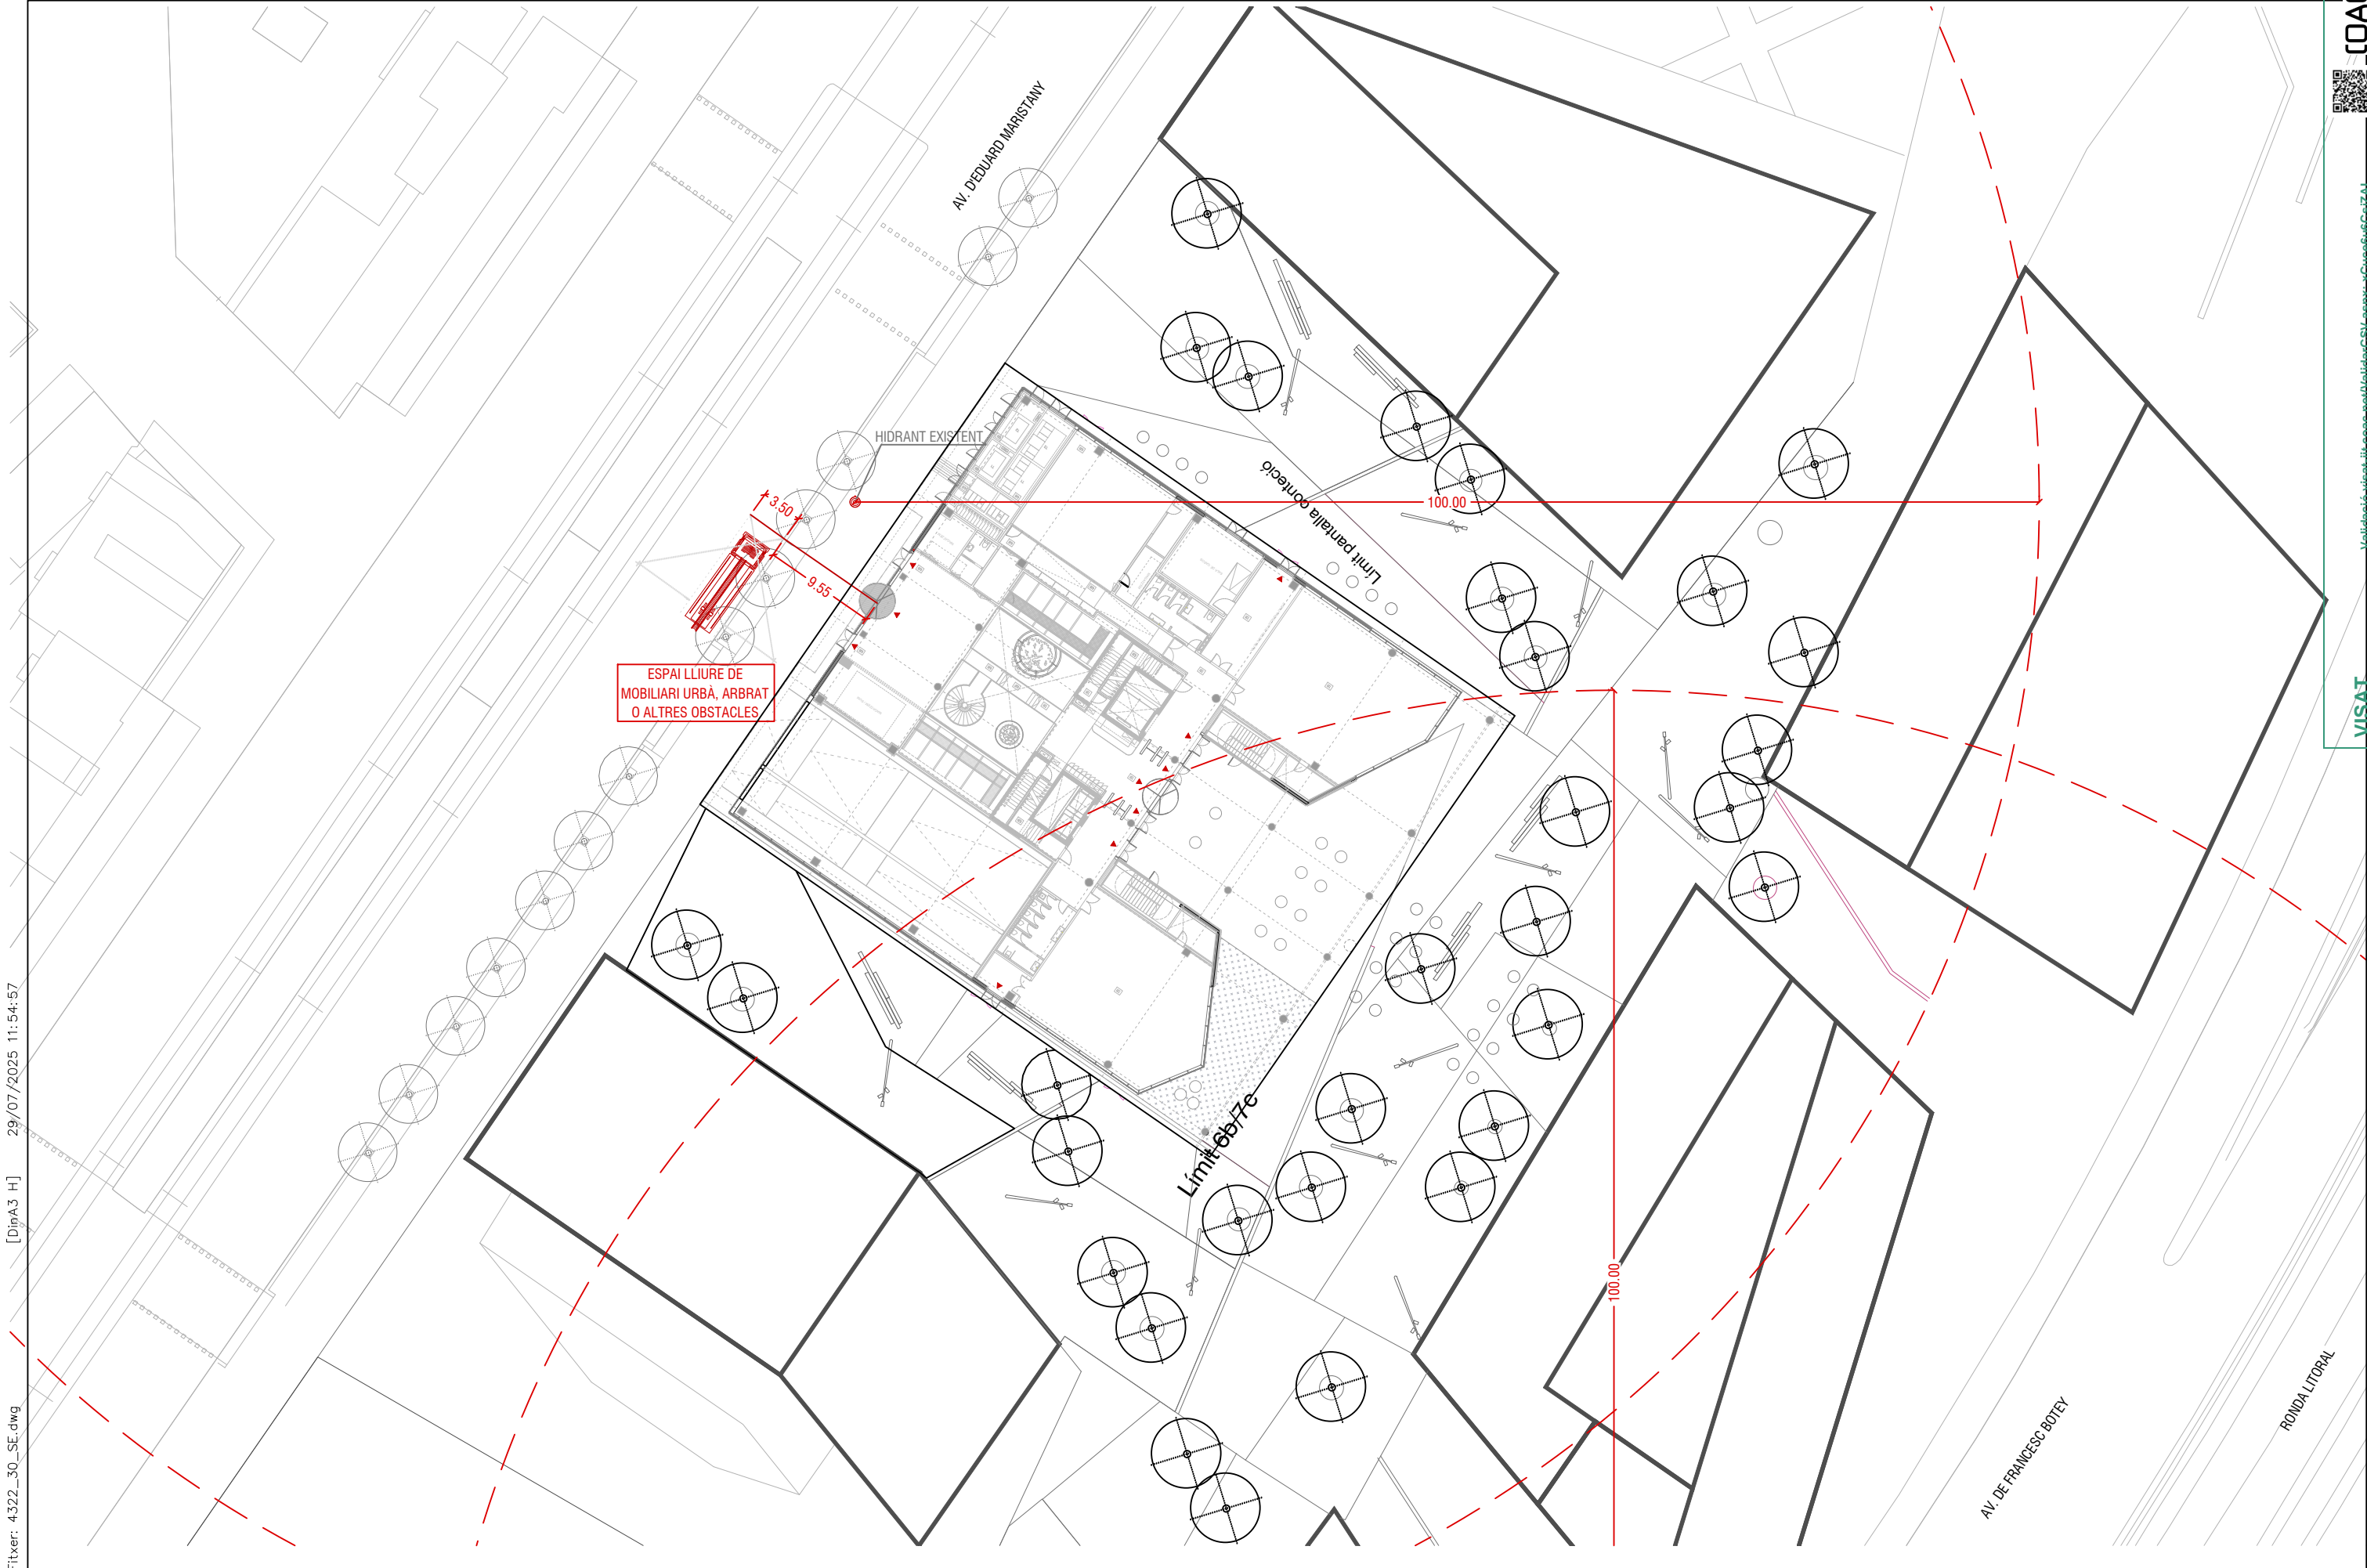 AV. D'EDUARD MARISTANY
HIDRANT EXISTENT
3.50
9.55
100.00
Límit pantalla conteció
ESPAI LLIURE DE
MOBILIARI URBÀ, ARBRAT
O ALTRES OBSTACLES
Límit 6b/7c
100.00
AV. DE FRANCESC BOTEY
RONDA LITORAL
Fitxer: 4322_30_SE.dwg [DinA3 H] 29/07/2025 11:54:57
VISAT